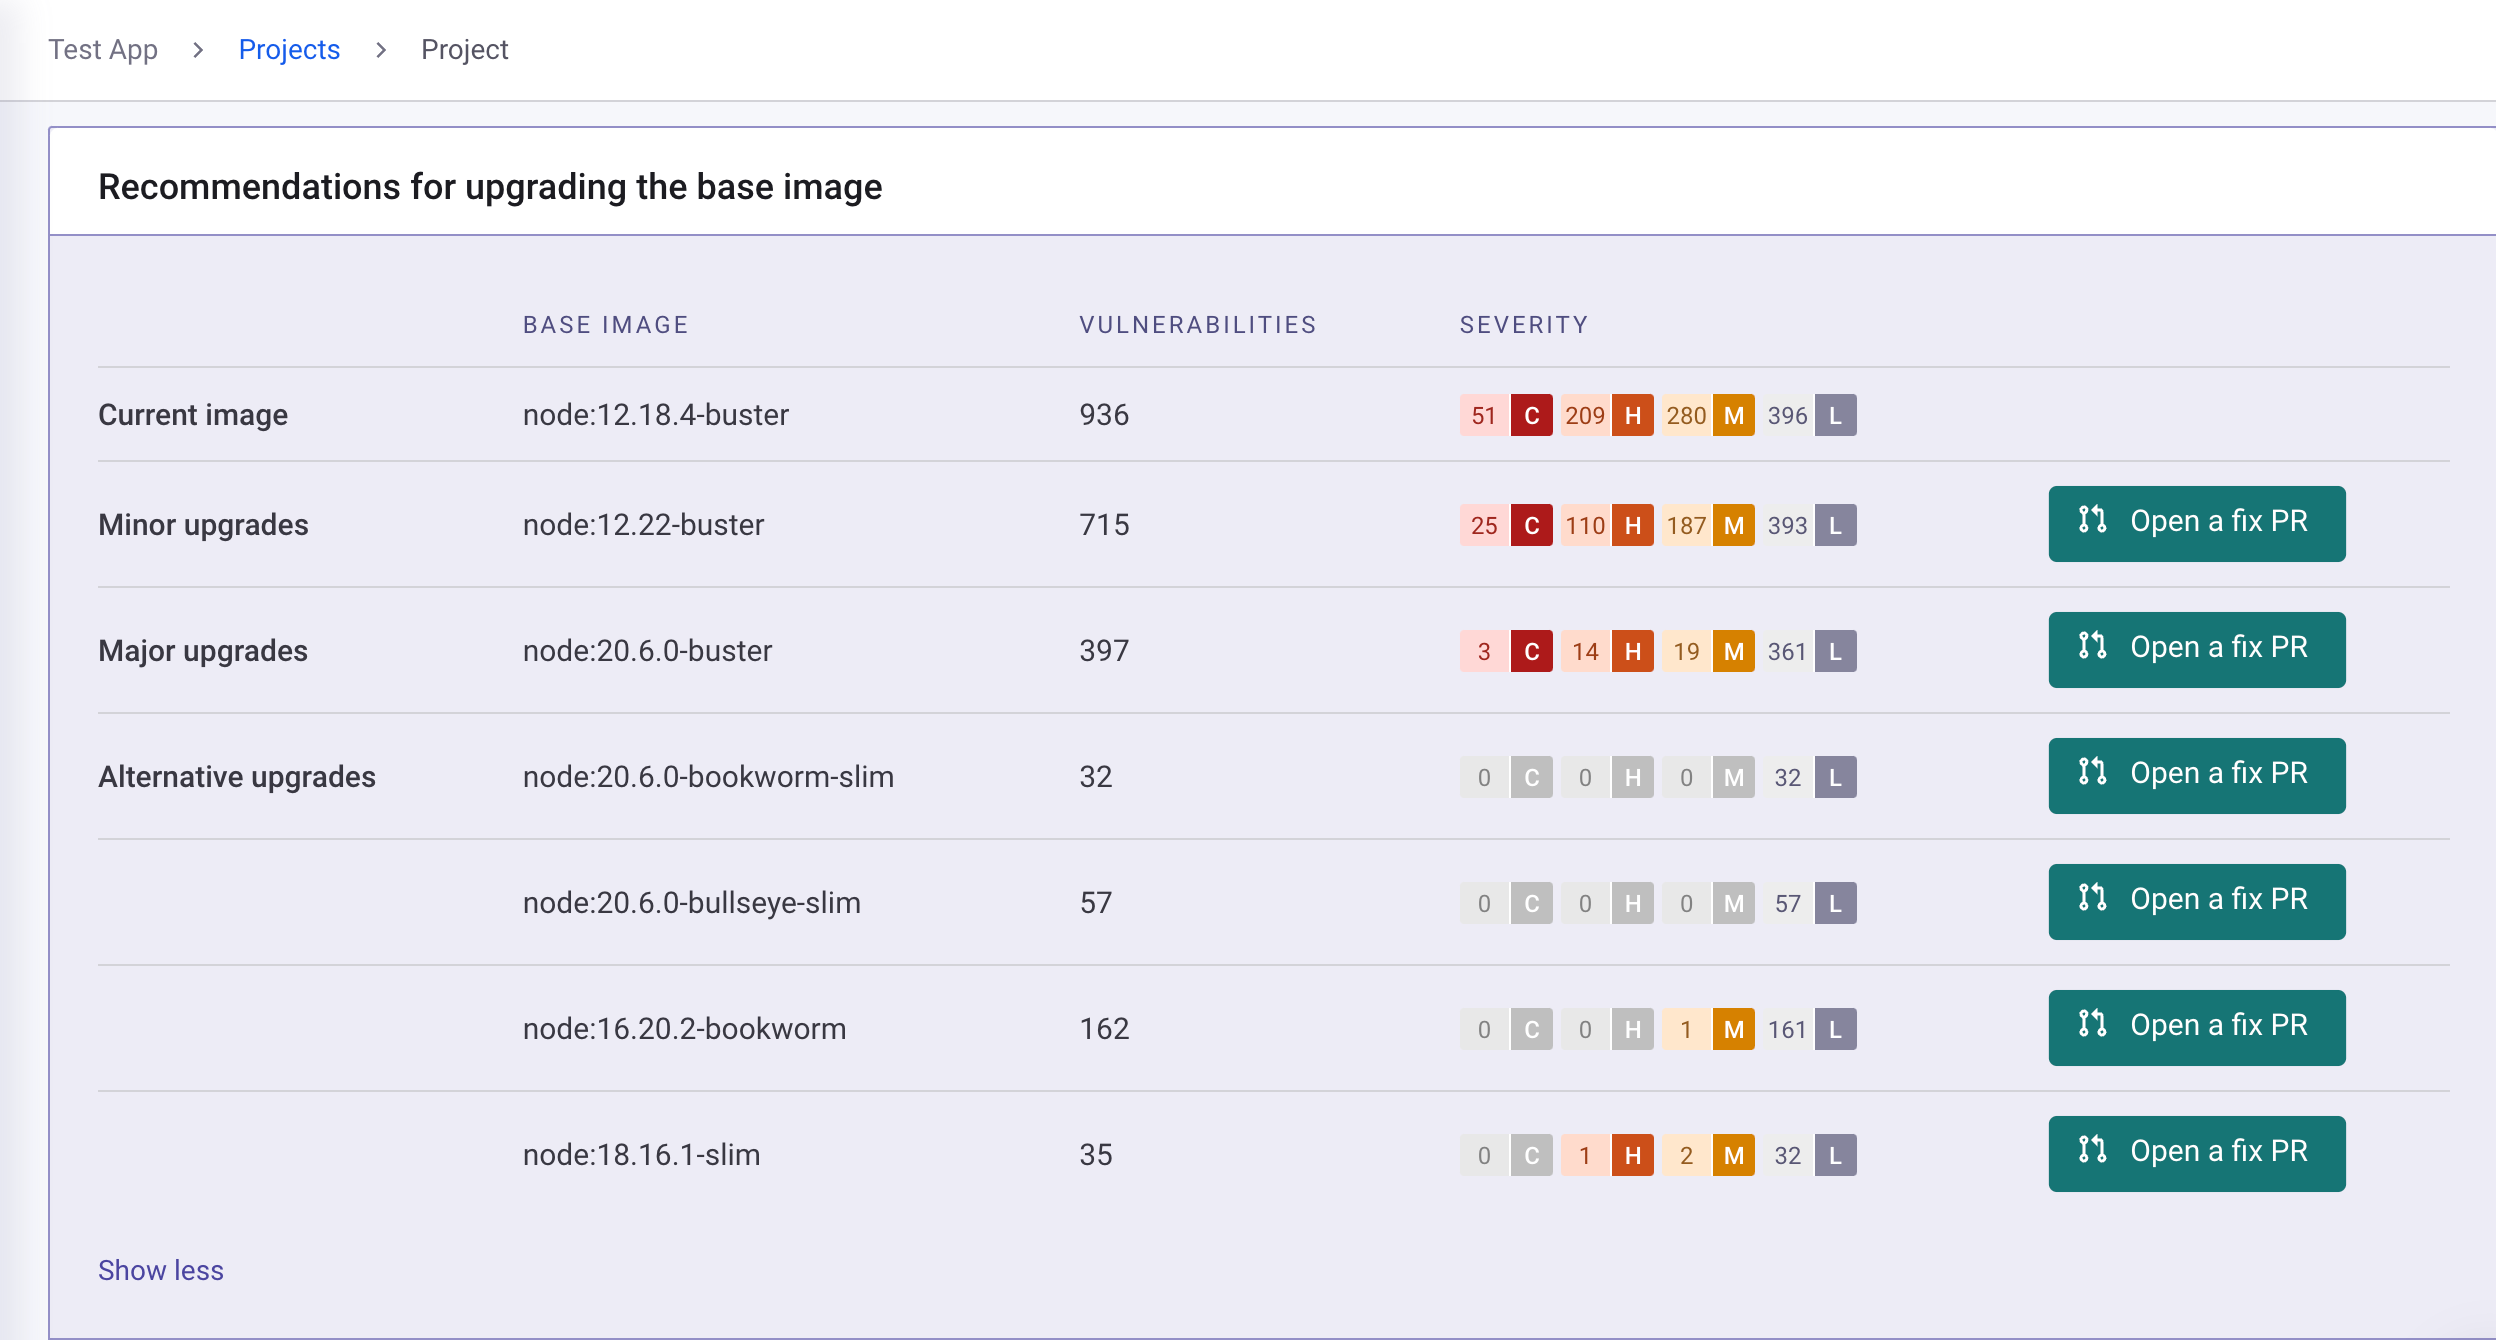 Test App > Projects > Project
Recommendations for upgrading the base image
BASE IMAGE VULNERABILITIES SEVERITY
Current image node:12.18.4-buster 936 51 C 209 H 280 M 396 L
Minor upgrades node:12.22-buster 715 25 C 110 H 187 M 393 L Open a fix PR
Major upgrades node:20.6.0-buster 397 3 C 14 H 19 M 361 L Open a fix PR
Alternative upgrades node:20.6.0-bookworm-slim 32 0 C 0 H 0 M 32 L Open a fix PR
node:20.6.0-bullseye-slim 57 0 C 0 H 0 M 57 L Open a fix PR
node:16.20.2-bookworm 162 0 C 0 H 1 M 161 L Open a fix PR
node:18.16.1-slim 35 0 C 1 H 2 M 32 L Open a fix PR
Show less